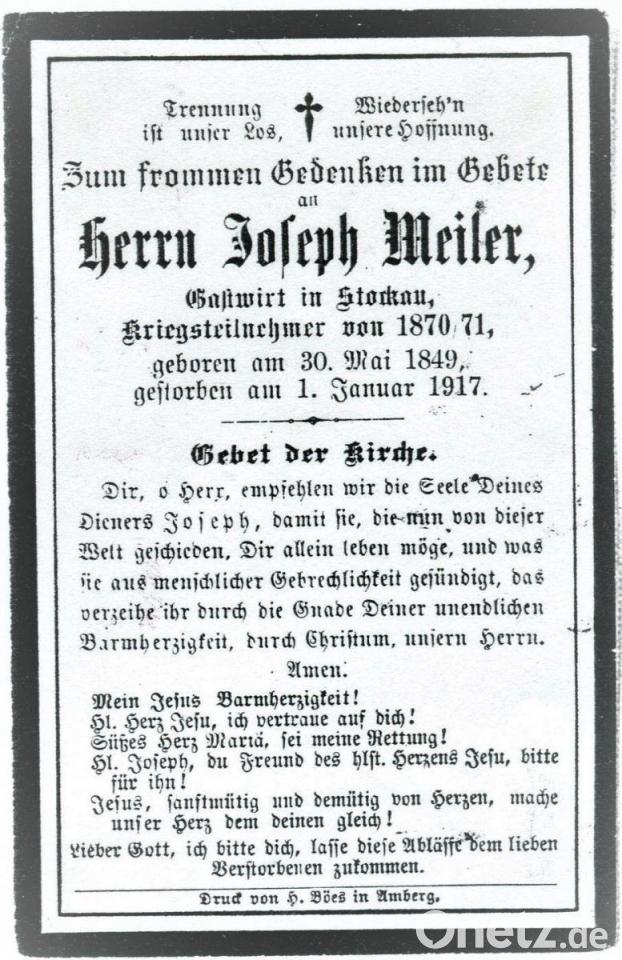 Trennung ist unser Los,
Wiederseh'n unsere Hoffnung.
Zum frommen Gedenken im Gebete
an
Herrn Joseph Meiler,
Gastwirt in Stockau,
Kriegsteilnehmer von 1870/71,
geboren am 30. Mai 1849,
gestorben am 1. Januar 1917.
Gebet der Kirche.
Dir, o Herr, empfehlen wir die Seele Deines
Dieners Joseph, damit sie, die nun von dieser
Welt geschieden, Dir allein leben möge, und was
sie aus menschlicher Gebrechlichkeit gesündigt, das
verzeihe ihr durch die Gnade Deiner unendlichen
Barmherzigkeit, durch Christum, unsern Herrn.
Amen.
Mein Jesus Barmherzigkeit!
Hl. Herz Jesu, ich vertraue auf dich!
Süßes Herz Mariä, sei meine Rettung!
Hl. Joseph, du Freund des hlst. Herzens Jesu, bitte
für ihn!
Jesus, sanftmütig und demütig von Herzen, mache
unser Herz dem deinen gleich!
Lieber Gott, ich bitte dich, lasse diese Ablässe dem lieben
Verstorbenen zukommen.
Druck von H. Böes in Amberg.
Onetz.de